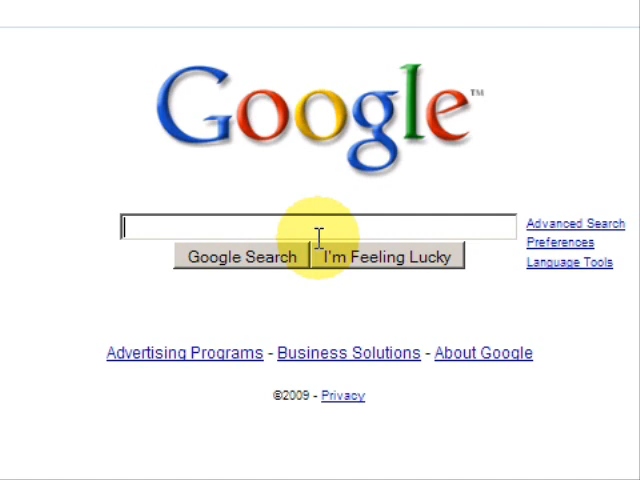 Google™
Advanced Search
Preferences
Google Search I'm Feeling Lucky
Language Tools
Advertising Programs - Business Solutions - About Google
©2009 - Privacy